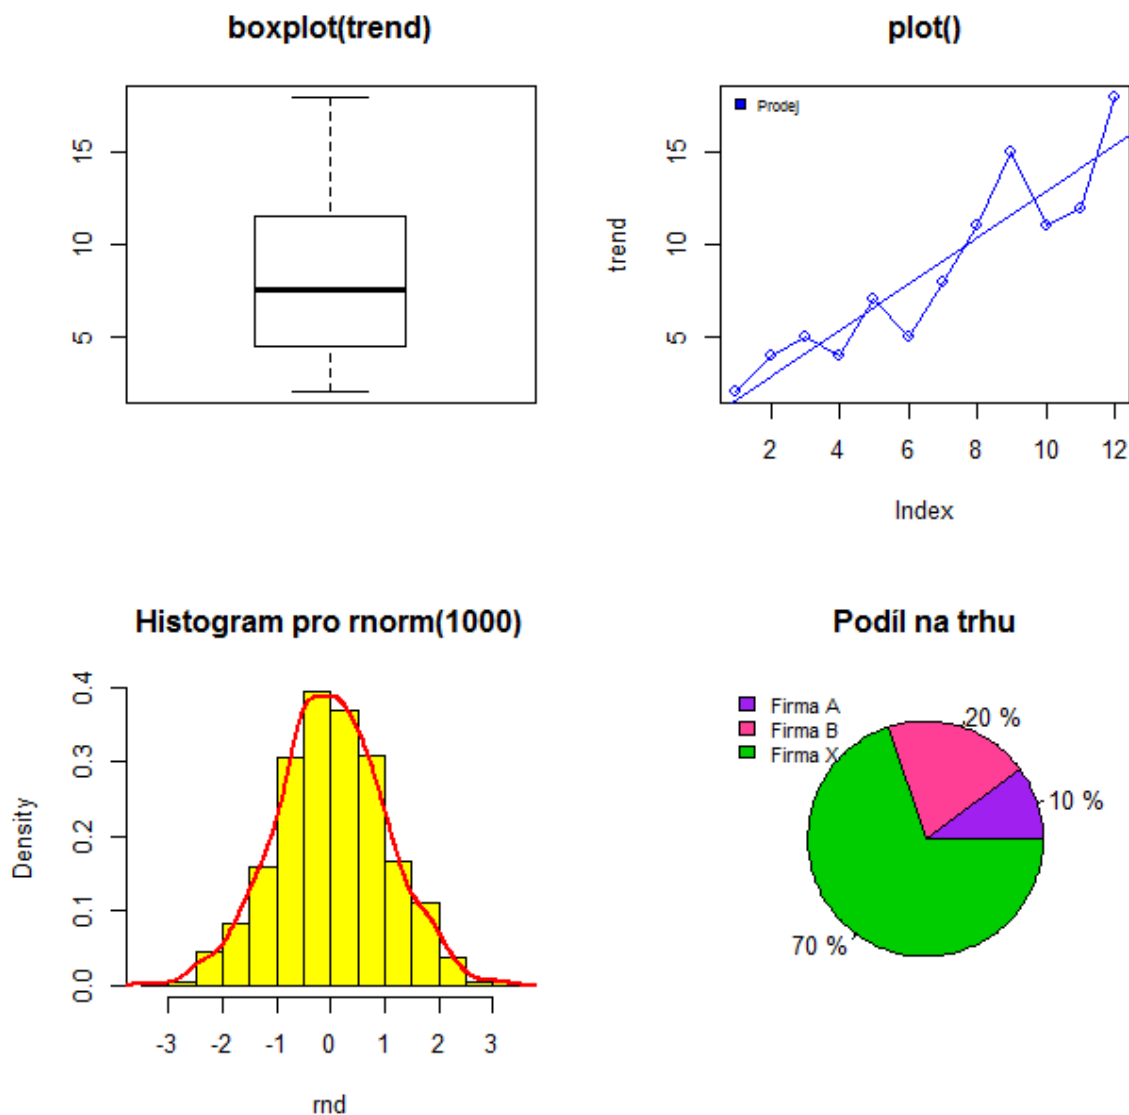 boxplot(trend)
5
10
15
plot()
Prodej
trend
5
10
15
2 4 6 8 10 12
Index
Histogram pro rnorm(1000)
Density
0.0
0.1
0.2
0.3
0.4
-3 -2 -1 0 1 2 3
rnd
Podíl na trhu
Firma A
Firma B
Firma X
20 %
10 %
70 %